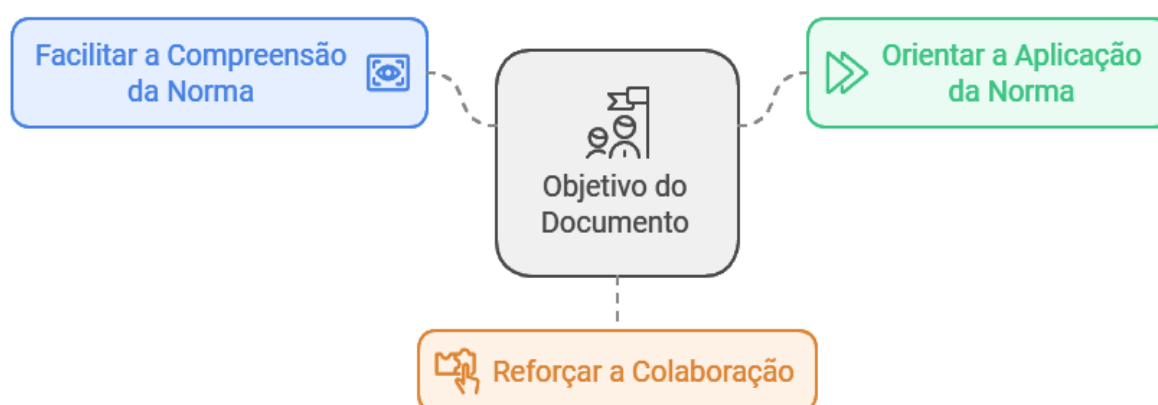 Facilitar a Compreensão
da Norma
Orientar a Aplicação
da Norma
Objetivo do
Documento
Reforçar a Colaboração